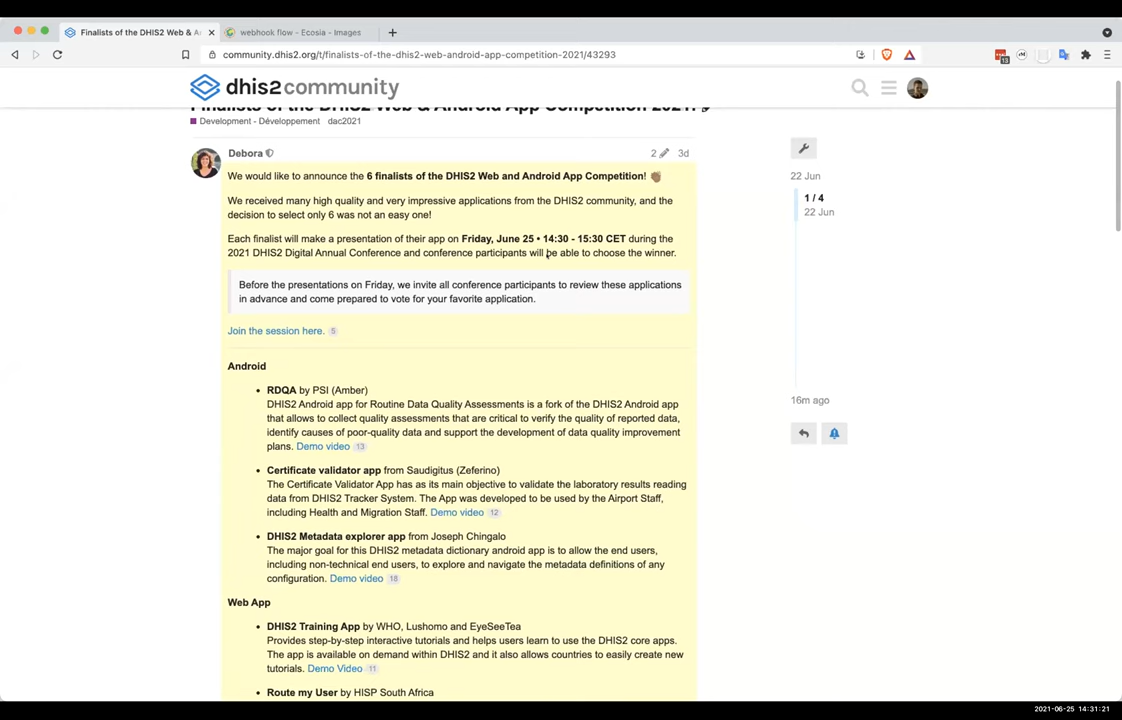 Finalists of the DHIS2 Web & A
webhook flow - Ecosia - Images
community.dhis2.org/t/finalists-of-the-dhis2-web-android-app-competition-2021/43293
13
dhis2community
Finalists of the DHIS2 Web & Android App Competition 2021!
Development - Développement dac2021
Debora
2
3d
We would like to announce the 6 finalists of the DHIS2 Web and Android App Competition!
We received many high quality and very impressive applications from the DHIS2 community, and the
decision to select only 6 was not an easy one!
Each finalist will make a presentation of their app on Friday, June 25 • 14:30 - 15:30 CET during the
2021 DHIS2 Digital Annual Conference and conference participants will be able to choose the winner.
Before the presentations on Friday, we invite all conference participants to review these applications
in advance and come prepared to vote for your favorite application.
Join the session here. 5
Android
• RDQA by PSI (Amber)
DHIS2 Android app for Routine Data Quality Assessments is a fork of the DHIS2 Android app
that allows to collect quality assessments that are critical to verify the quality of reported data,
identify causes of poor-quality data and support the development of data quality improvement
plans. Demo video 13
• Certificate validator app from Saudigitus (Zeferino)
The Certificate Validator App has as its main objective to validate the laboratory results reading
data from DHIS2 Tracker System. The App was developed to be used by the Airport Staff,
including Health and Migration Staff. Demo video 12
• DHIS2 Metadata explorer app from Joseph Chingalo
The major goal for this DHIS2 metadata dictionary android app is to allow the end users,
including non-technical end users, to explore and navigate the metadata definitions of any
configuration. Demo video 18
Web App
• DHIS2 Training App by WHO, Lushomo and EyeSeeTea
Provides step-by-step interactive tutorials and helps users learn to use the DHIS2 core apps.
The app is available on demand within DHIS2 and it also allows countries to easily create new
tutorials. Demo Video 11
• Route my User by HISP South Africa
22 Jun
1 / 4
22 Jun
16m ago
2021-06-25 14:31:21